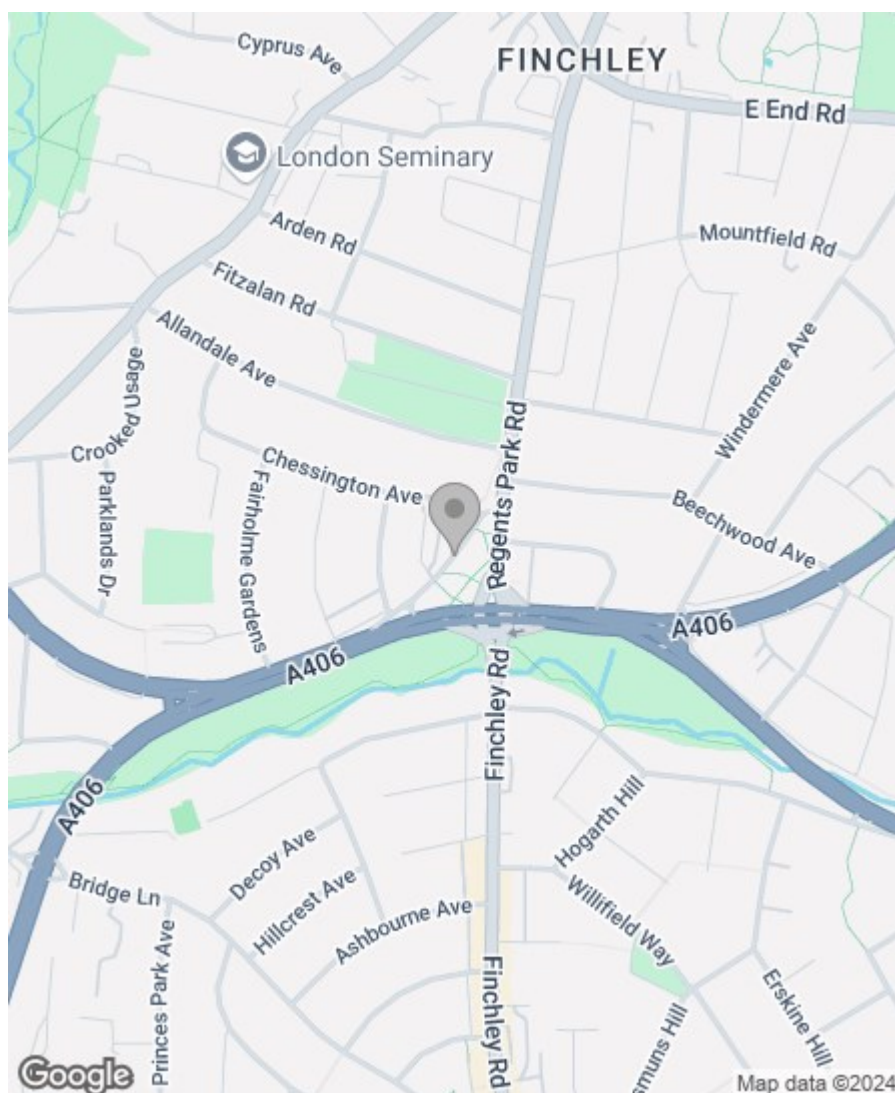 Cyprus Ave
FINCHLEY
E End Rd
London Seminary
Arden Rd
Mountfield Rd
Fitzalan Rd
Allandale Ave
Windermere Ave
Crooked Usage
Regents Park Rd
Chessington Ave
Parklands Dr
Fairholme Gardens
Beechwood Ave
A406
A406
Finchley Rd
A406
Hogarth Hill
Decoy Ave
Bridge Ln
Hillcrest Ave
Willifield Way
Ashbourne Ave
Princes Park Ave
Finchley Rd
Erskine Hill
smuns Hill
Google
Map data ©2024